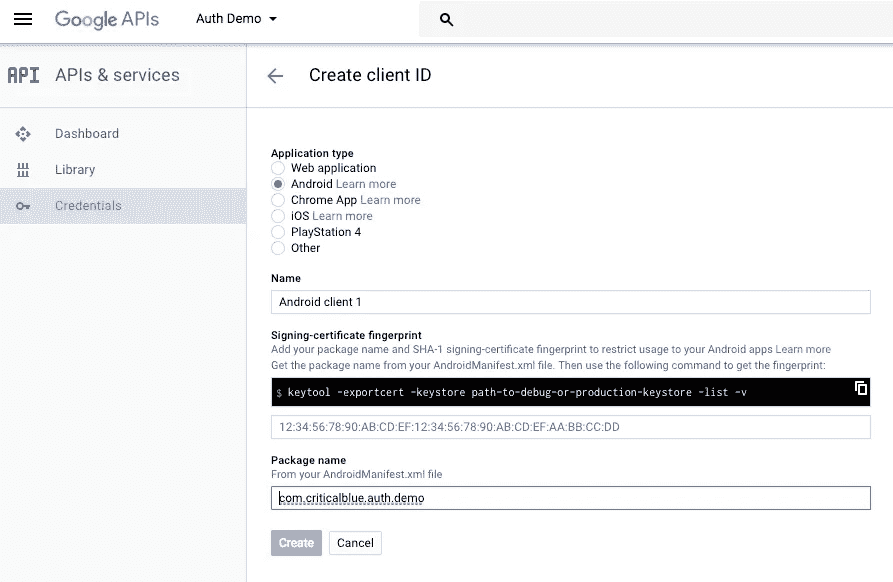 Google APIs
Auth Demo
API APIs & services
Create client ID
Dashboard
Library
Credentials
Application type
Web application
Android Learn more
Chrome App Learn more
iOS Learn more
PlayStation 4
Other
Name
Android client 1
Signing-certificate fingerprint
Add your package name and SHA-1 signing-certificate fingerprint to restrict usage to your Android apps Learn more
Get the package name from your AndroidManifest.xml file. Then use the following command to get the fingerprint:
$ keytool -exportcert -keystore path-to-debug-or-production-keystore -list -v
12:34:56:78:90:AB:CD:EF:12:34:56:78:90:AB:CD:EF:AA:BB:CC:DD
Package name
From your AndroidManifest.xml file
com.criticalblue.auth.demo
Create Cancel